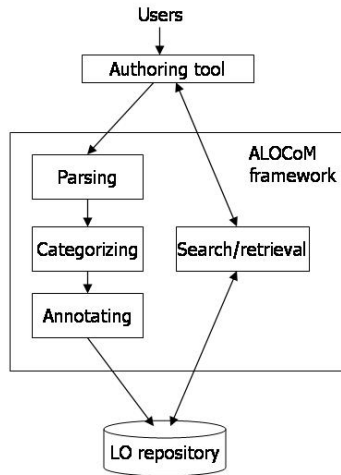 Users
Authoring tool
ALOCoM
framework
Parsing
Categorizing
Search/retrieval
Annotating
LO repository